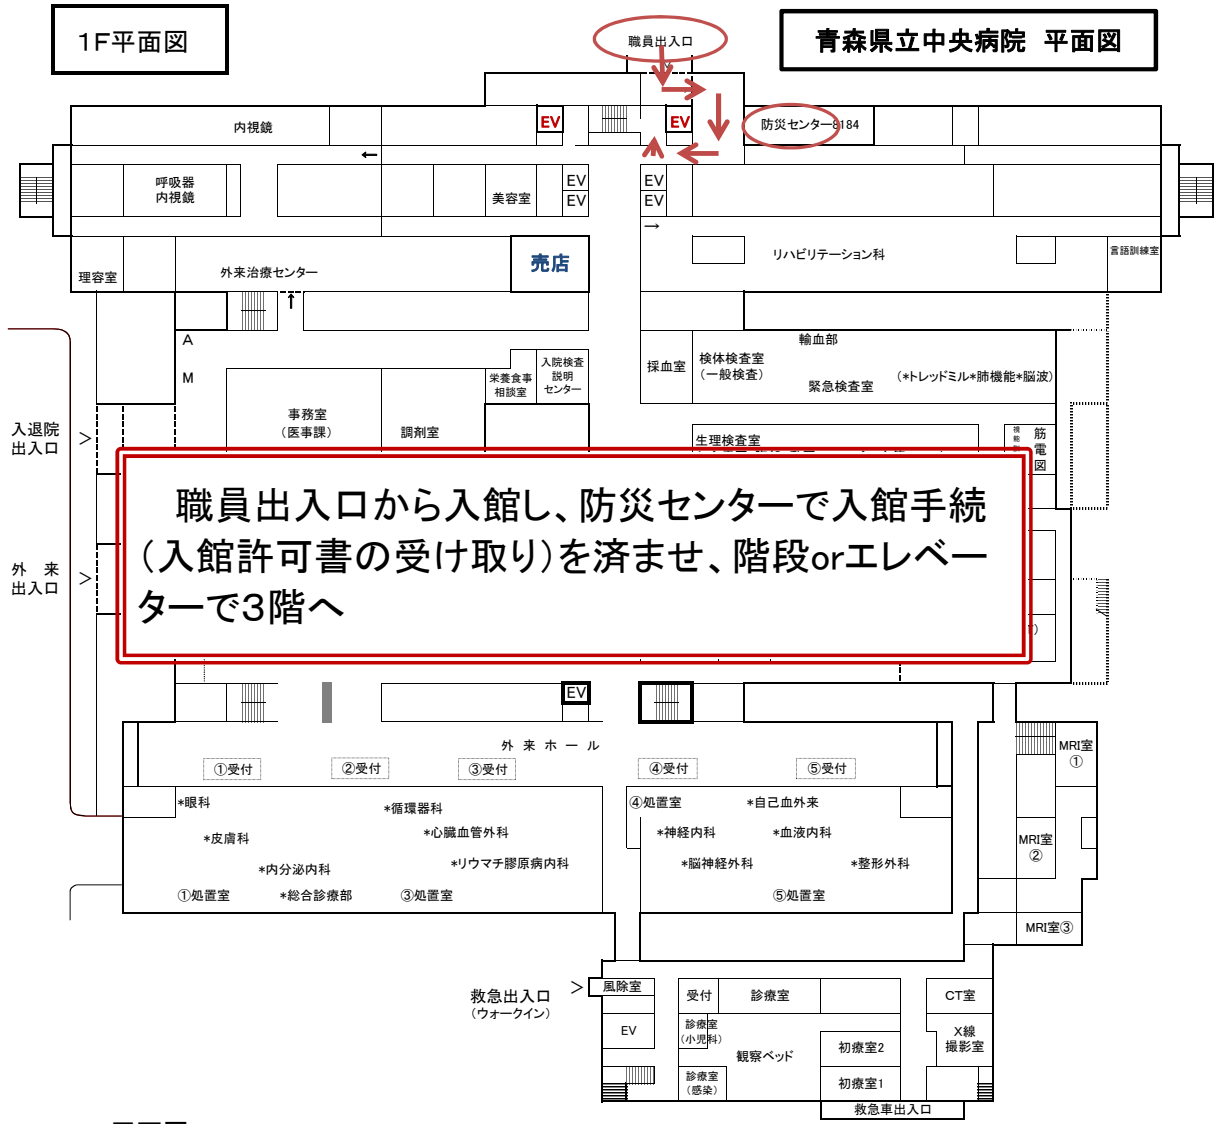 1F平面図
青森県立中央病院 平面図
職員出入口
内視鏡
EV
EV
防災センター8184
←
呼吸器
内視鏡
美容室
EV
EV
EV
EV
→
理容室
外来治療センター
売店
リハビリテーション科
言語訓練室
↑
A
M
輸血部
採血室
検体検査室
(一般検査)
緊急検査室
(*トレッドミル*肺機能*脳波)
栄養食事
相談室
入院検査
説明
センター
事務室
(医事課)
調剤室
生理検査室
筋
電
図
入退院
出入口
>
外 来
出入口
>
職員出入口から入館し、防災センターで入館手続
(入館許可書の受け取り)を済ませ、階段orエレベー
ターで3階へ
EV
外 来 ホ ー ル
①受付
②受付
③受付
④受付
⑤受付
MRI室
①
*眼科
*循環器科
④処置室
*自己血外来
*皮膚科
*心臓血管外科
*神経内科
*血液内科
*内分泌内科
*リウマチ膠原病内科
*脳神経外科
*整形外科
MRI室
②
①処置室
*総合診療部
③処置室
⑤処置室
MRI室③
救急出入口
(ウォークイン)
>
風除室
受付
診療室
CT室
EV
診療室
(小児科)
観察ベッド
初療室2
X線
撮影室
診療室
(感染)
初療室1
救急車出入口